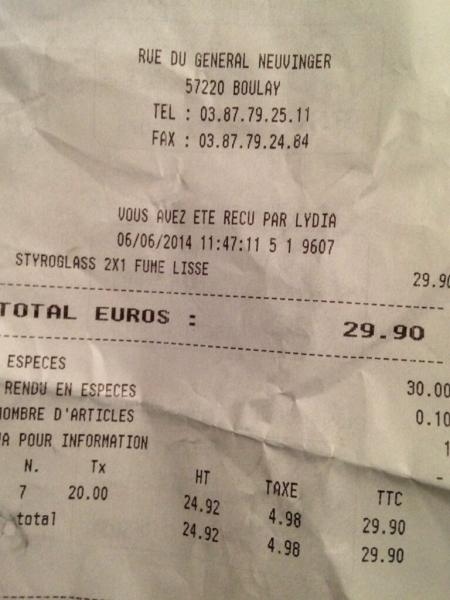 RUE DU GENERAL NEUVINGER
57220 BOULAY
TEL : 03.87.79.25.11
FAX : 03.87.79.24.84
VOUS AVEZ ETE RECU PAR LYDIA
06/06/2014 11:47:11 5 1 9607
STYROGLASS 2X1 FUME LISSE 29.90
TOTAL EUROS : 29.90
ESPECES 30.00
RENDU EN ESPECES 0.10
NOMBRE D'ARTICLES 1
VA POUR INFORMATION -
N. Tx HT TAXE TTC
7 20.00 24.92 4.98 29.90
total 24.92 4.98 29.90